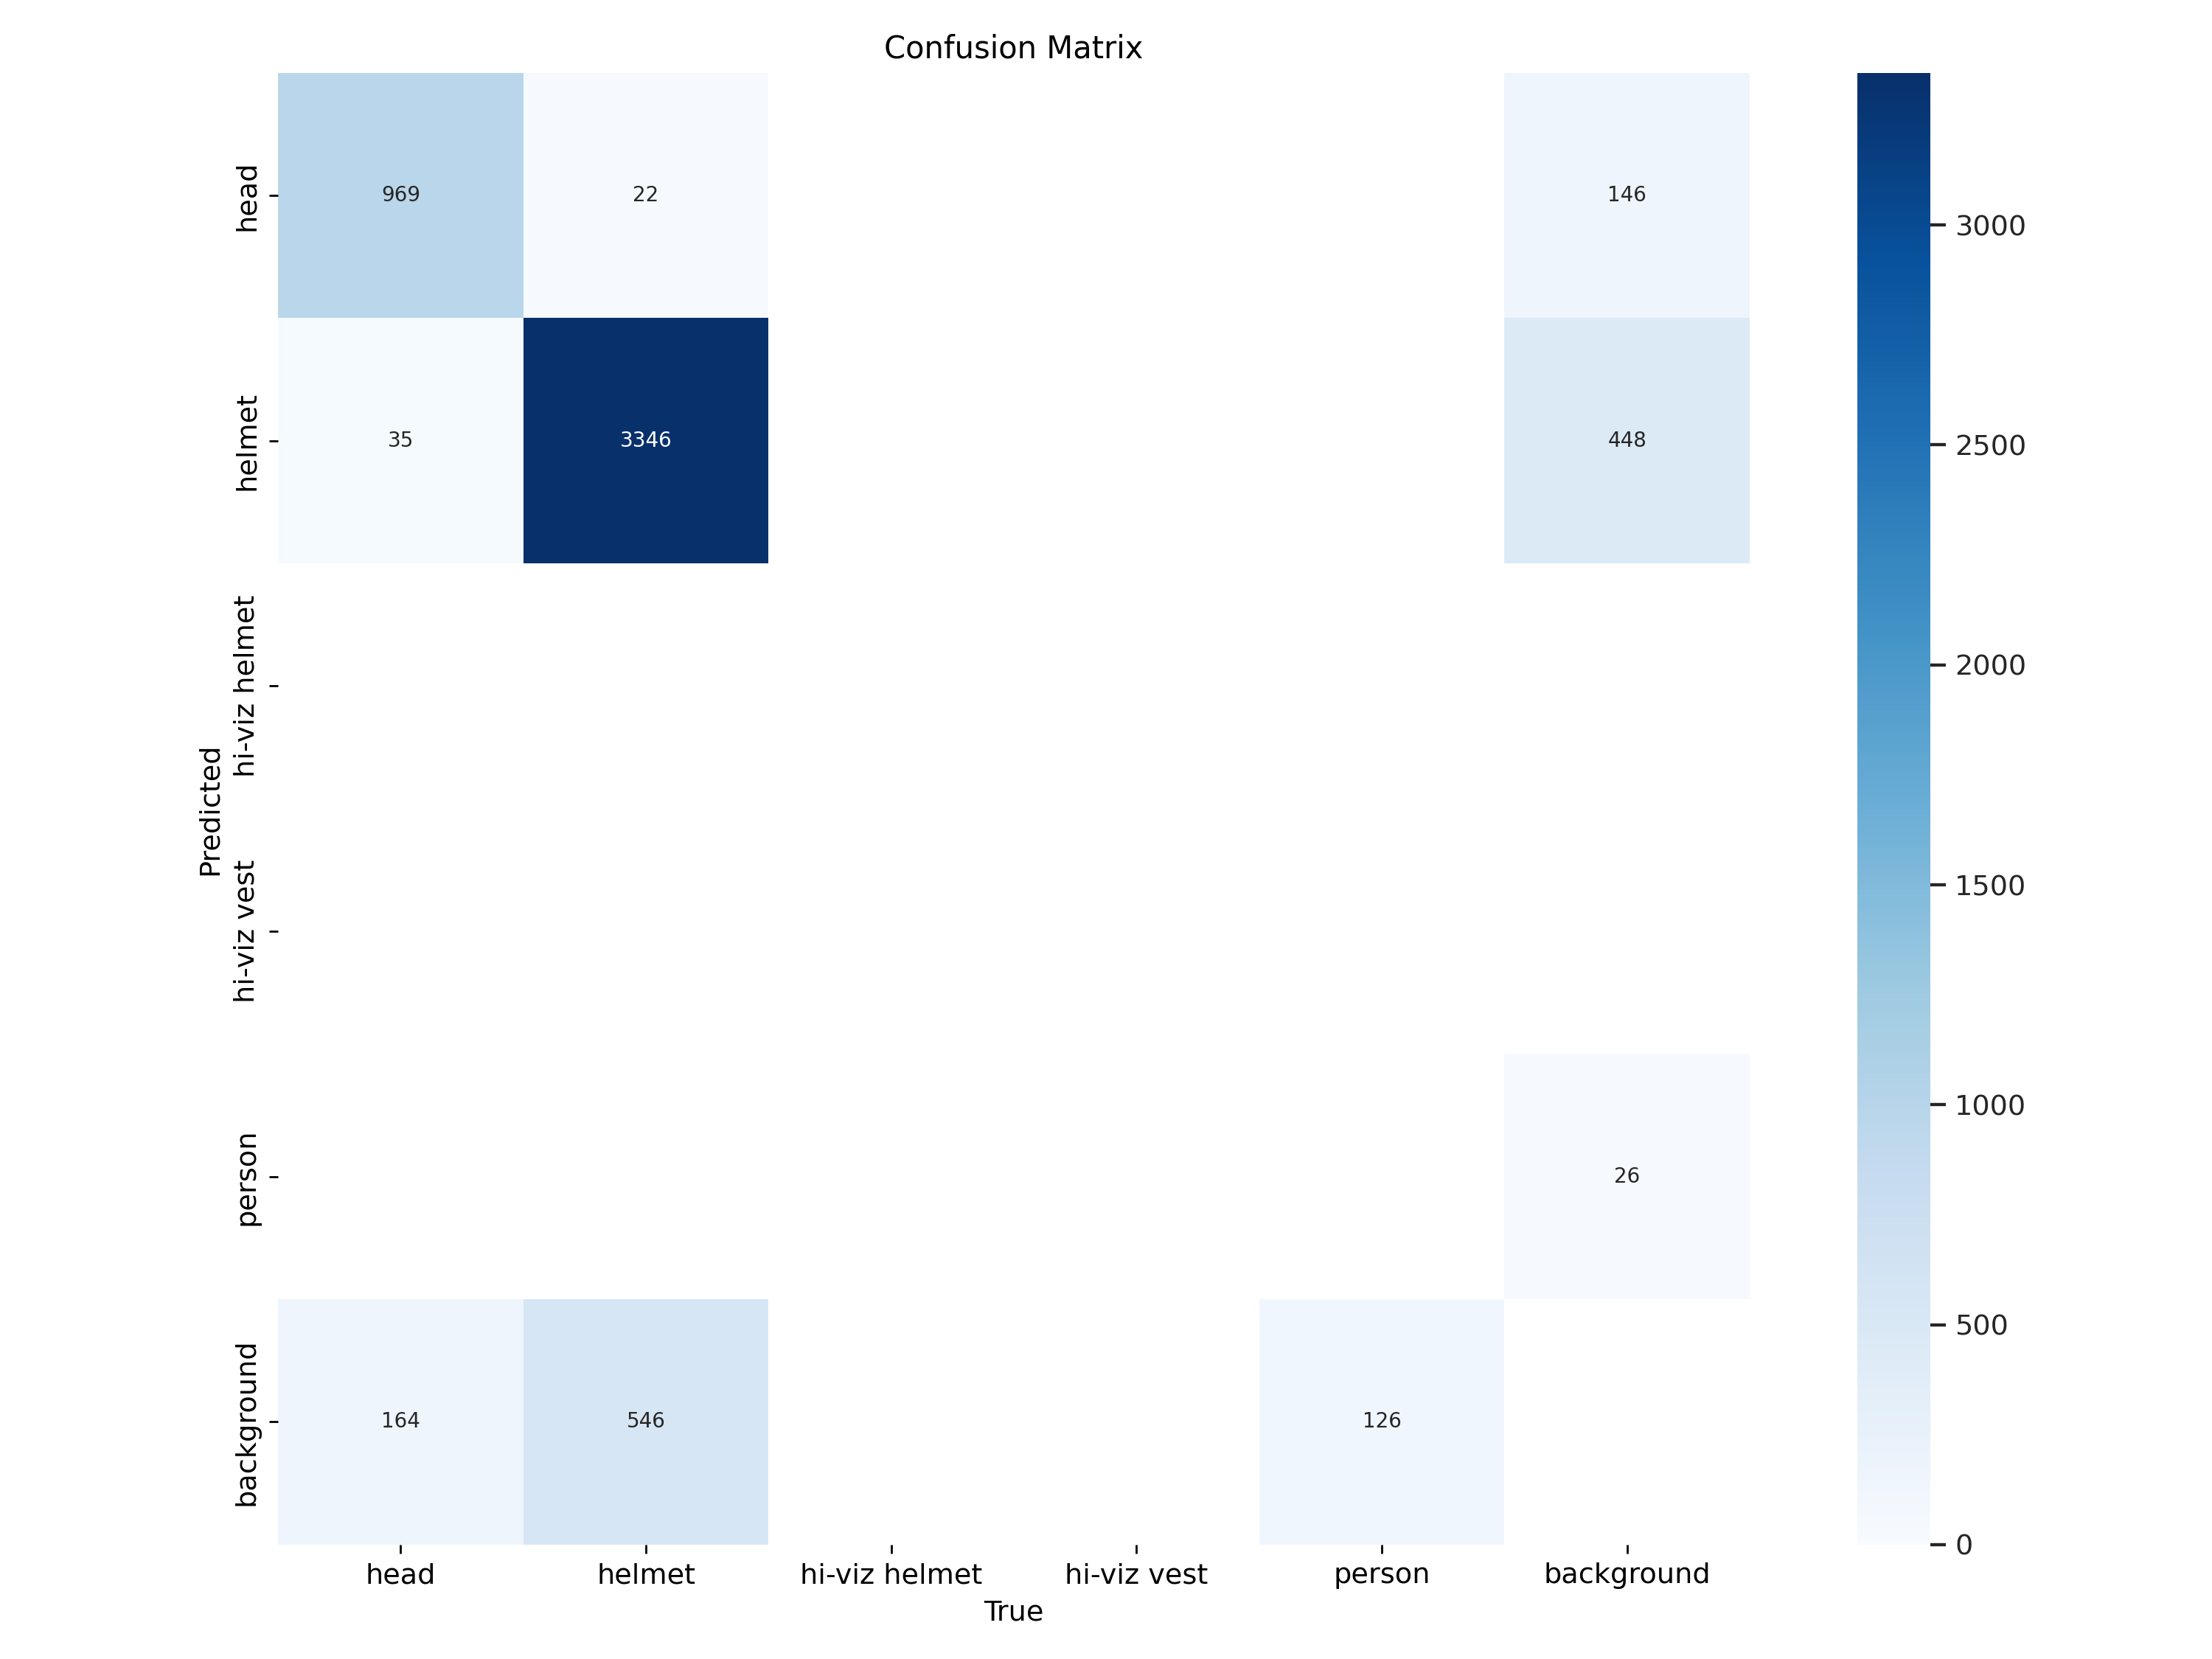 Confusion Matrix
head
969
22
146
3000
helmet
35
3346
448
2500
hi-viz helmet
2000
Predicted
hi-viz vest
1500
person
26
1000
background
164
546
126
500
0
head helmet hi-viz helmet hi-viz vest person background
True